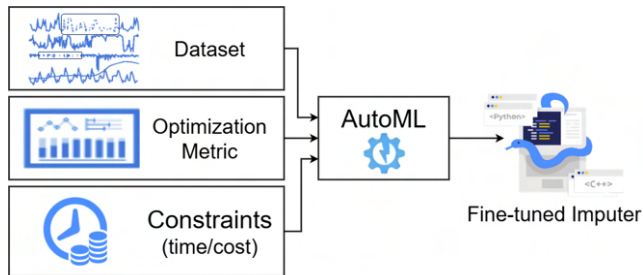 Dataset
Optimization
Metric
Constraints
(time/cost)
AutoML
<Python>
<C++>
Fine-tuned Imputer